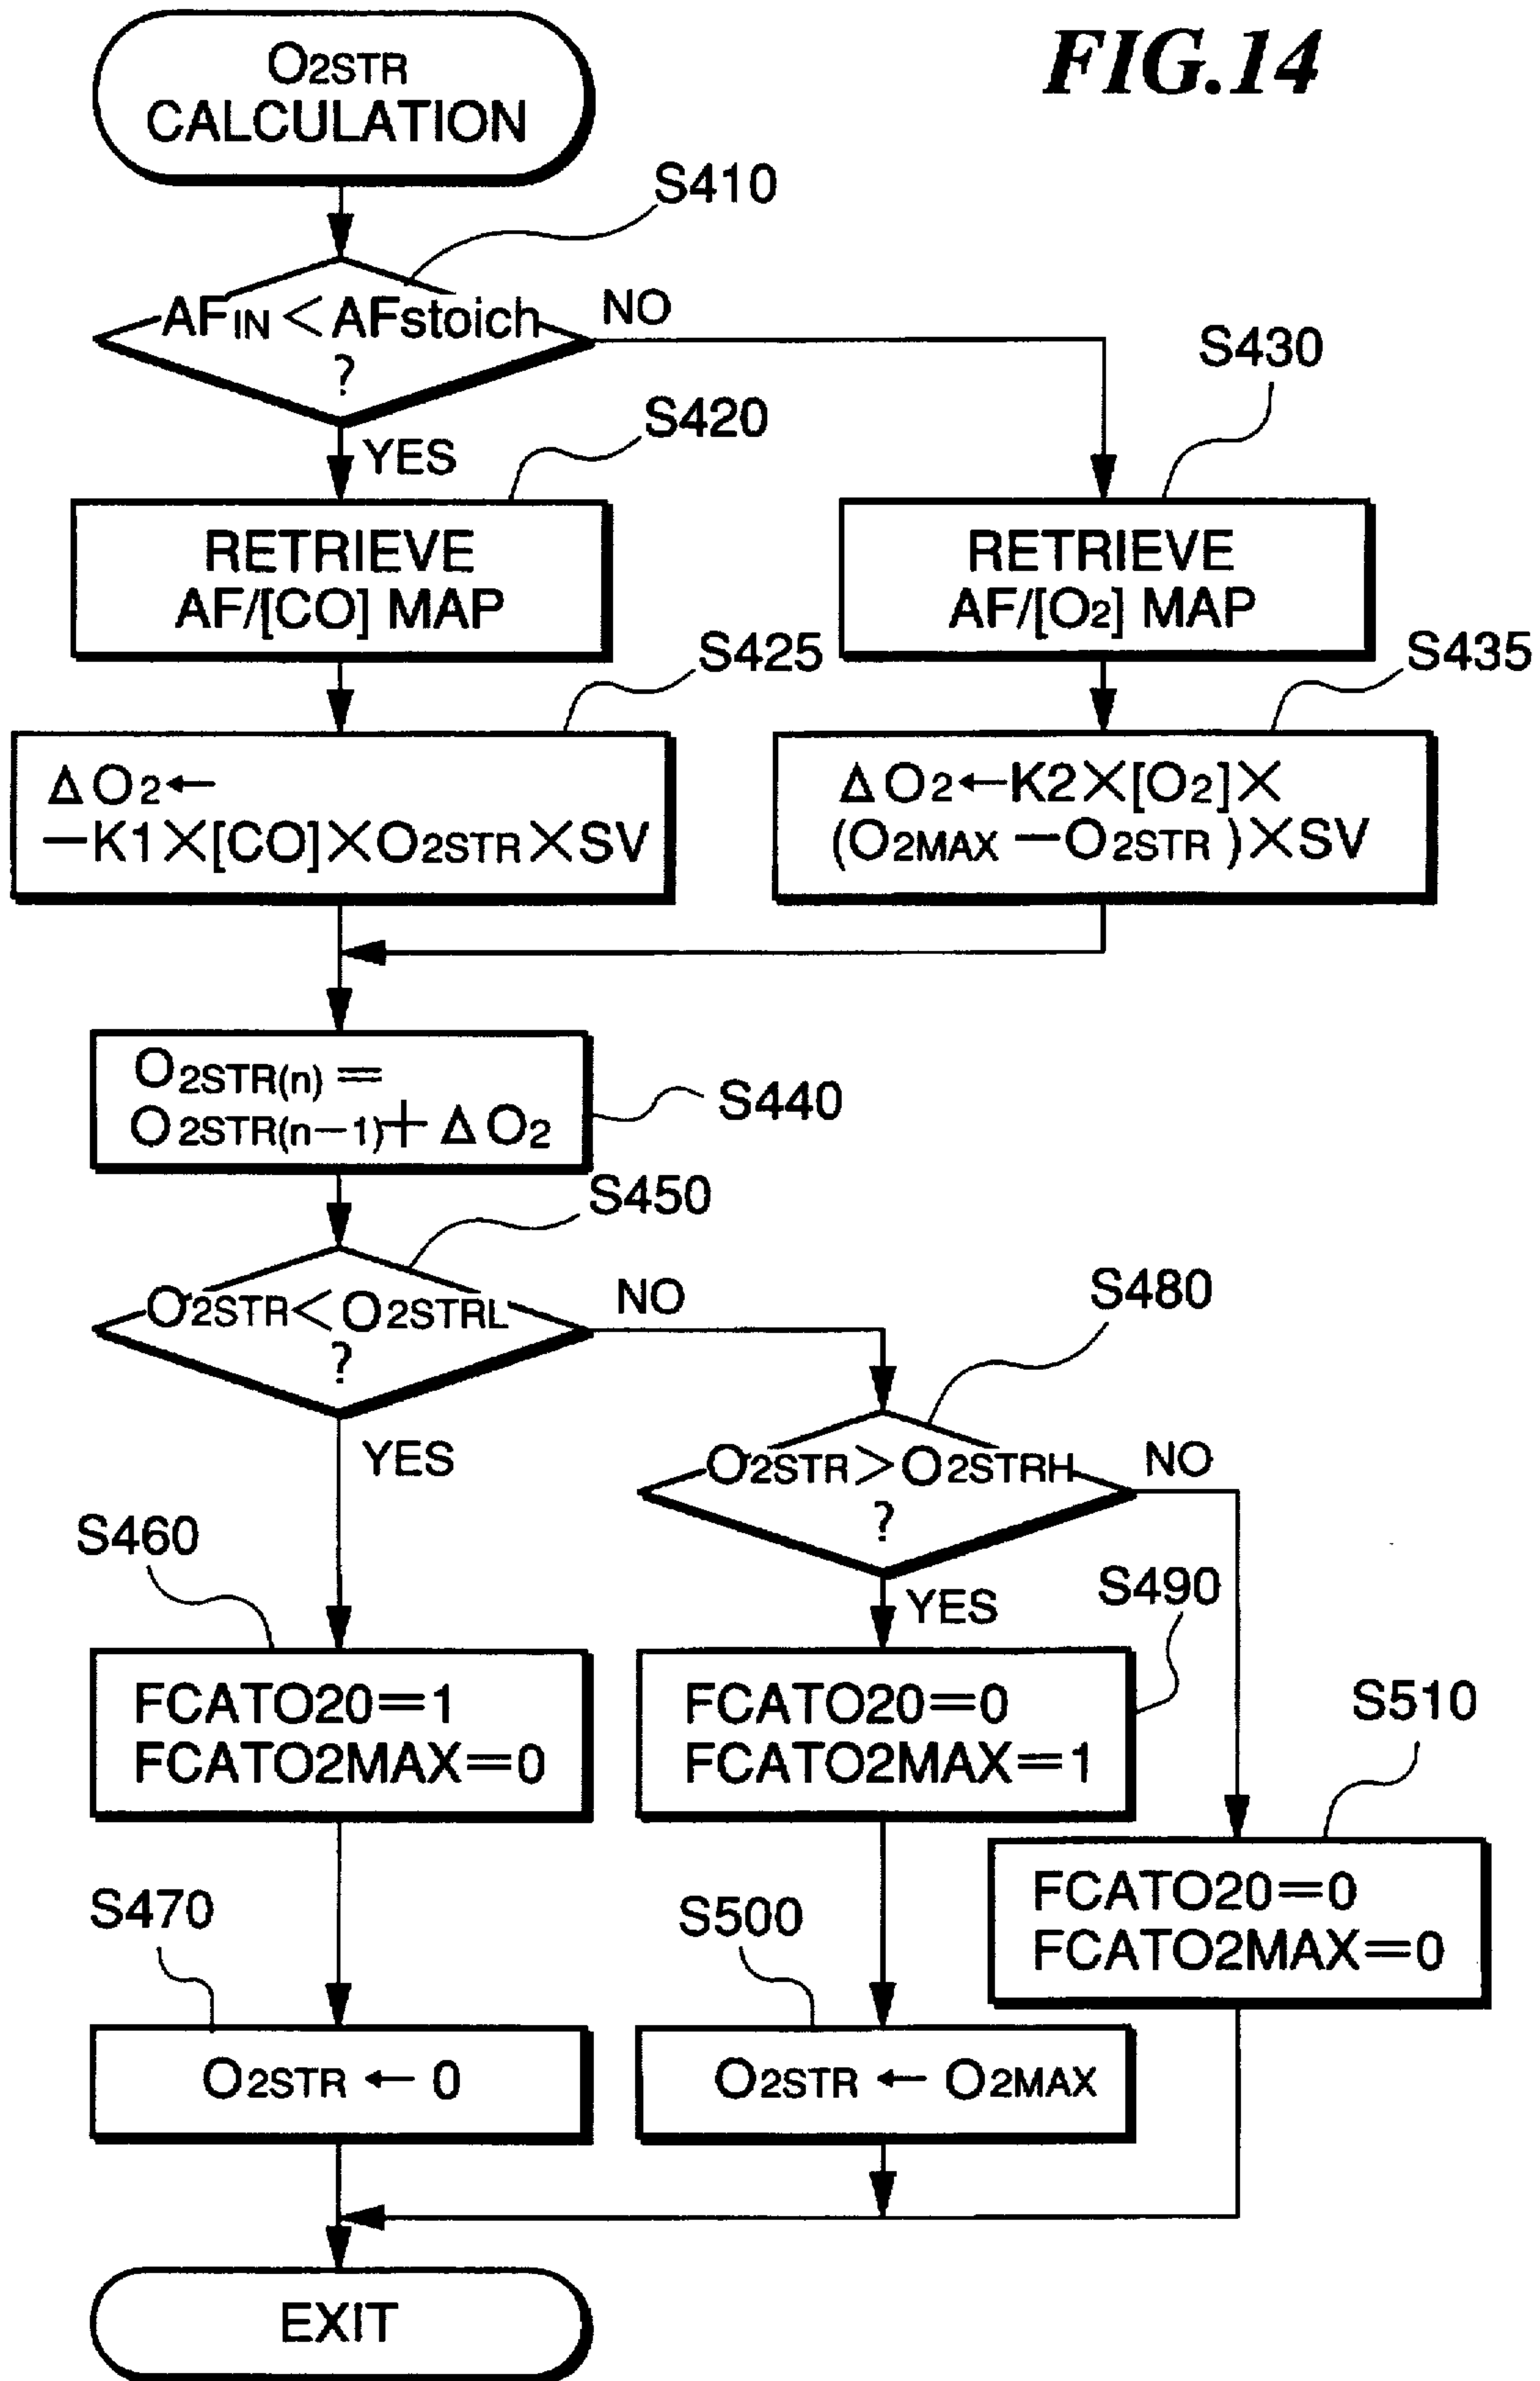 FIG.14
O2STR
CALCULATION
S410
AFIN < AFstoich
?
NO
YES
S420
RETRIEVE
AF/[CO] MAP
S430
RETRIEVE
AF/[O2] MAP
S425
ΔO2←
−K1×[CO]×O2STR×SV
S435
ΔO2←K2×[O2]×
(O2MAX −O2STR )×SV
O2STR(n) =
O2STR(n−1)+ ΔO2
S440
S450
O2STR<O2STRL
?
NO
YES
S480
O2STR>O2STRH
?
NO
YES
S460
FCATO20=1
FCATO2MAX=0
S490
FCATO20=0
FCATO2MAX=1
S510
FCATO20=0
FCATO2MAX=0
S470
O2STR ← 0
S500
O2STR ← O2MAX
EXIT